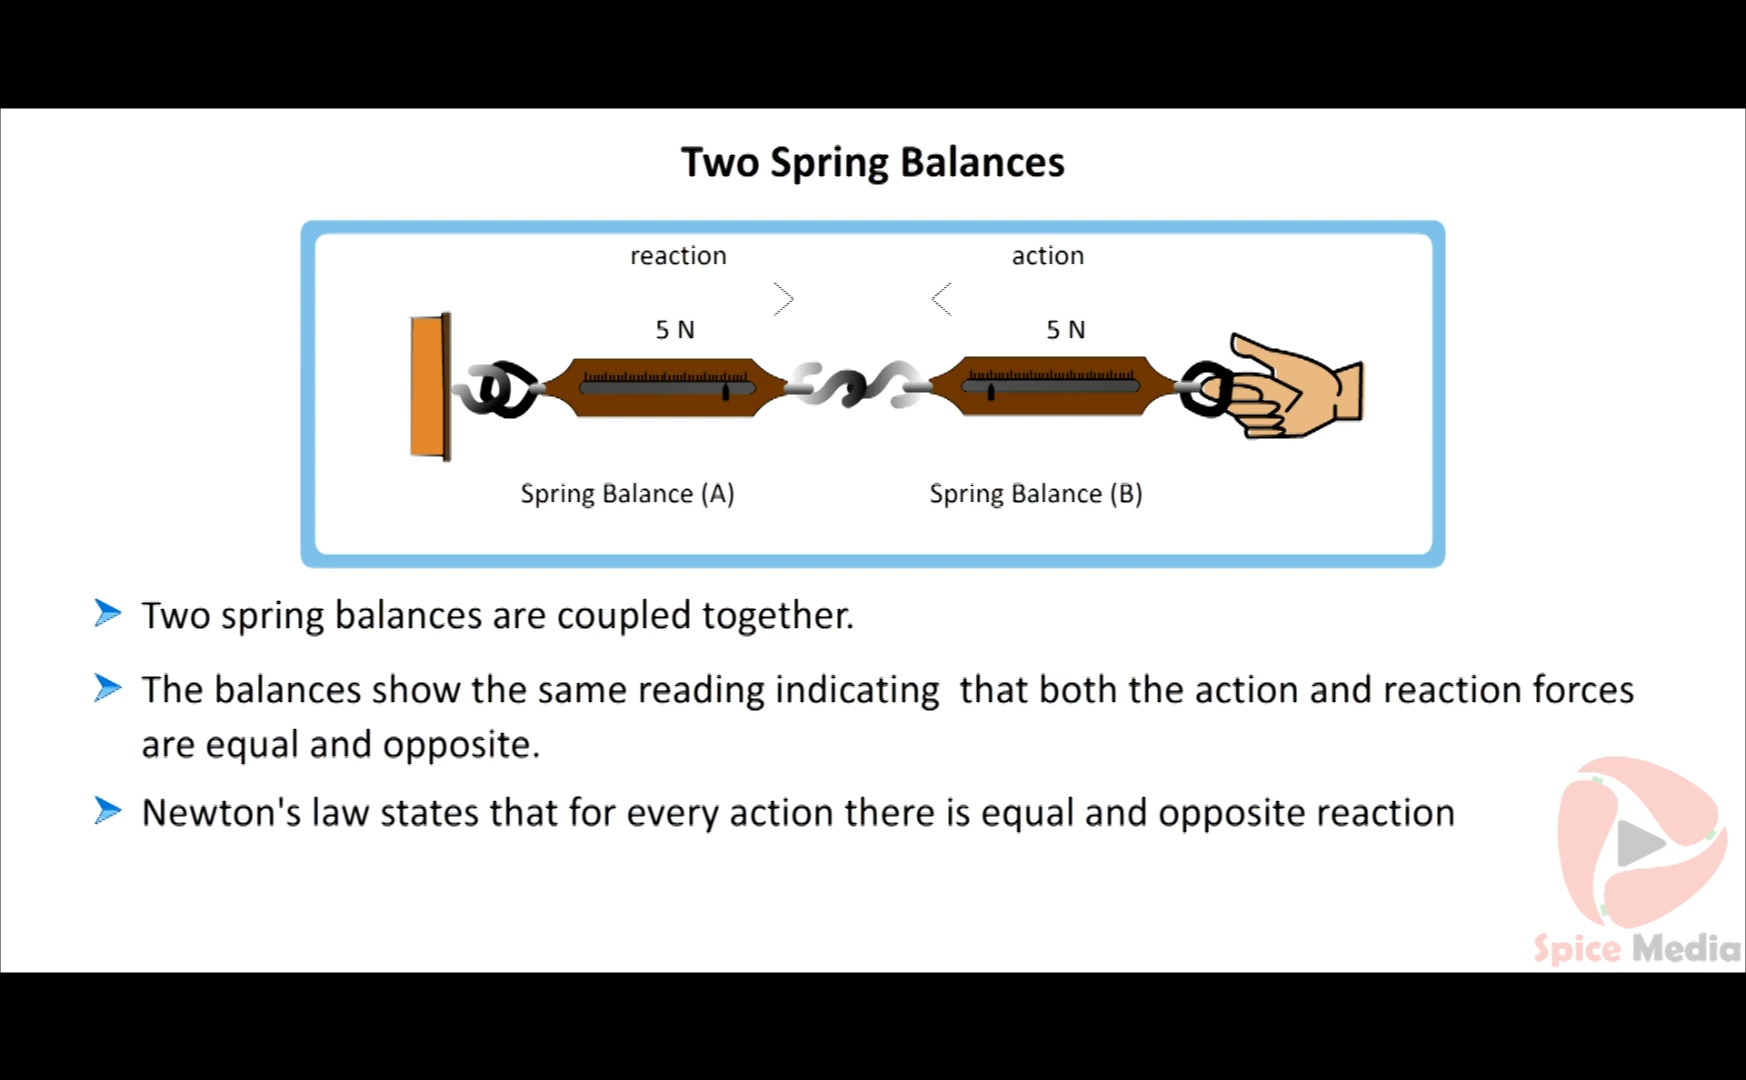 Two Spring Balances
reaction
action
5 N
5 N
Spring Balance (A)
Spring Balance (B)
Two spring balances are coupled together.
The balances show the same reading indicating that both the action and reaction forces
are equal and opposite.
Newton's law states that for every action there is equal and opposite reaction
Spice Media